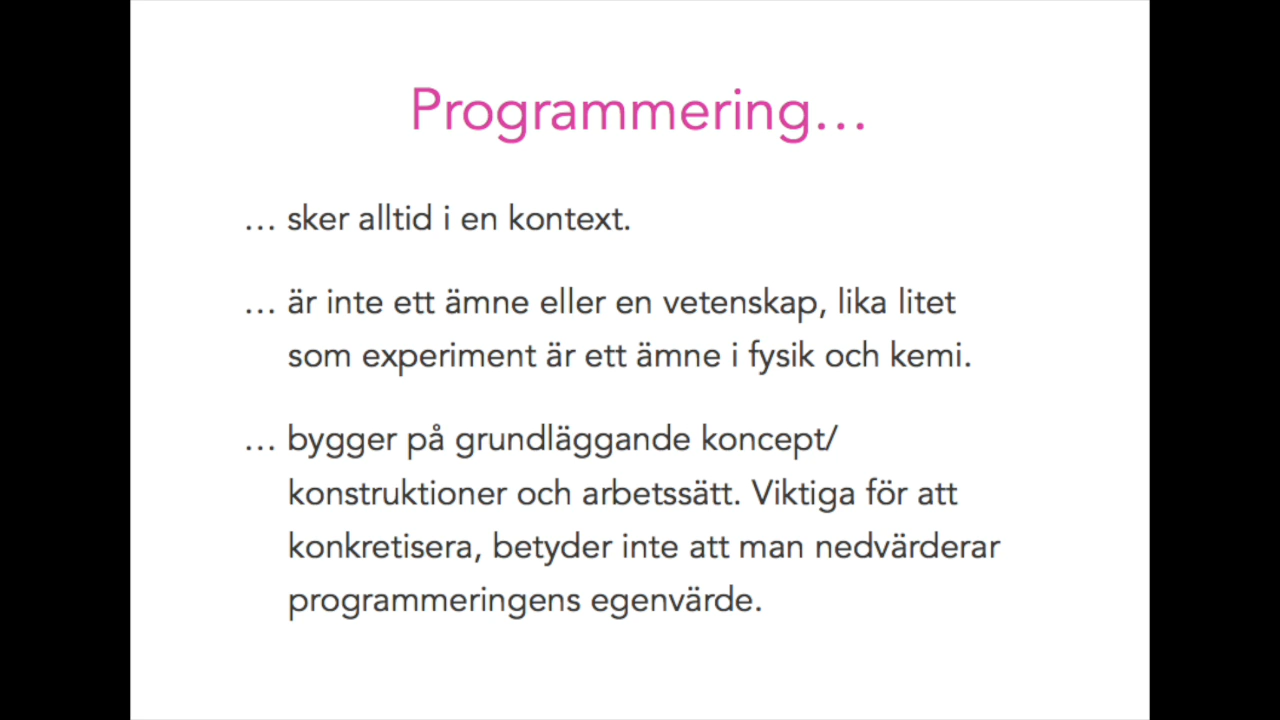 Programmering…
… sker alltid i en kontext.
… är inte ett ämne eller en vetenskap, lika litet
som experiment är ett ämne i fysik och kemi.
… bygger på grundläggande koncept/
konstruktioner och arbetssätt. Viktiga för att
konkretisera, betyder inte att man nedvärderar
programmeringens egenvärde.